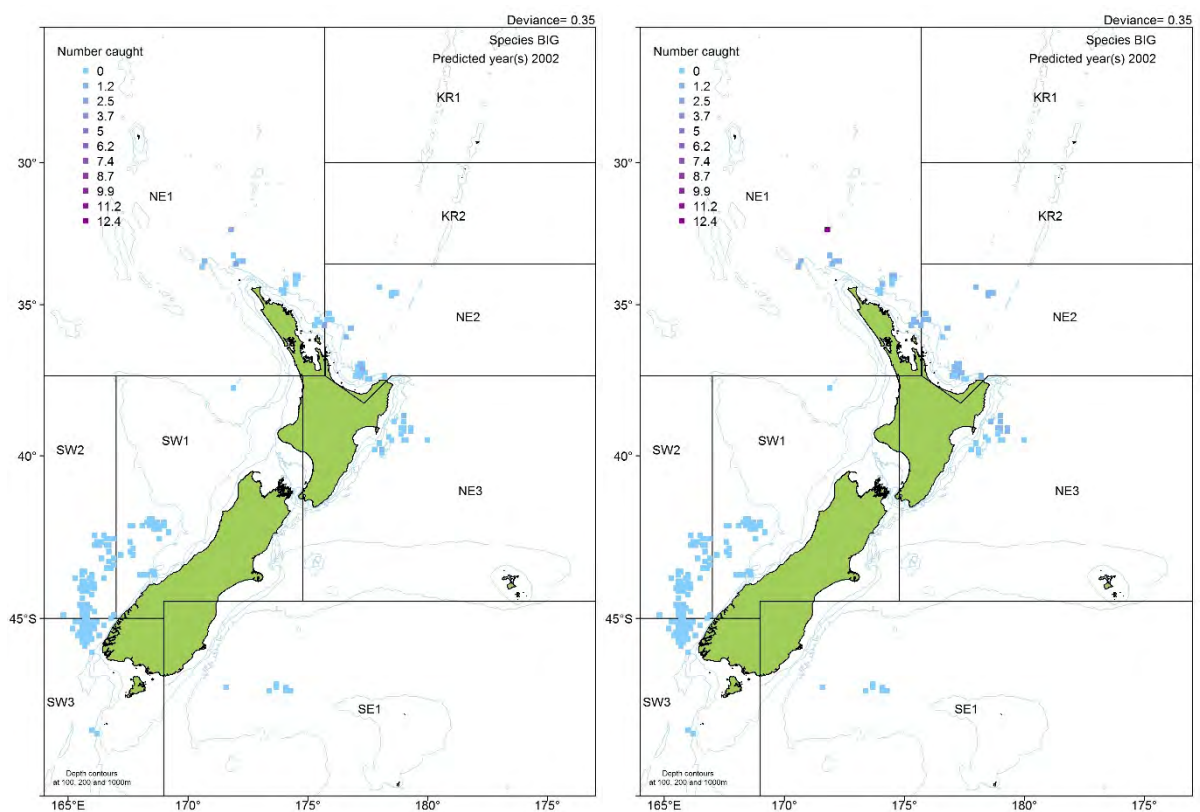 Deviance= 0.35
Species BIG
Predicted year(s) 2002
Number caught
0
1.2
2.5
3.7
5
6.2
7.4
8.7
9.9
11.2
12.4
KR1
KR2
NE1
NE2
NE3
SW1
SW2
SW3
SE1
30°
35°
40°
45°S
165°E
170°
175°
180°
175°
Depth contours
at 100, 200 and 1000m
Deviance= 0.35
Species BIG
Predicted year(s) 2002
Number caught
0
1.2
2.5
3.7
5
6.2
7.4
8.7
9.9
11.2
12.4
KR1
KR2
NE1
NE2
NE3
SW1
SW2
SW3
SE1
30°
35°
40°
45°S
165°E
170°
175°
180°
175°
Depth contours
at 100, 200 and 1000m